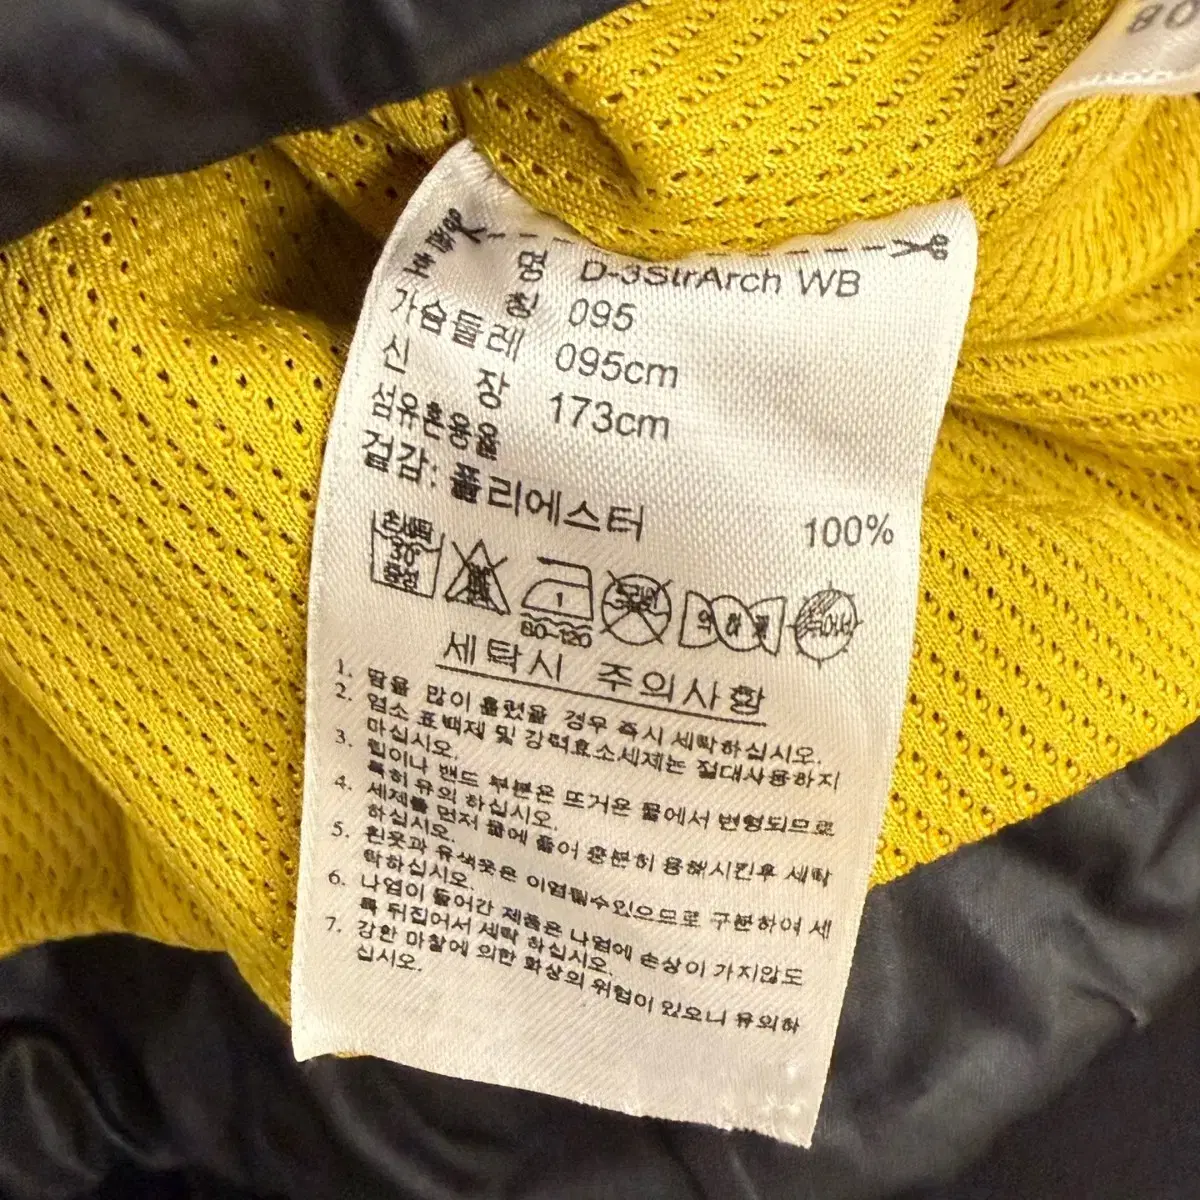 품명 D-3StrArch WB
호칭 095
가슴둘레 095cm
신장 173cm
섬유혼용율
겉감: 폴리에스터 100%
손세탁 30° 중성
1 80-120
약하게
세탁시 주의사항
1. 땀을 많이 흘렸을 경우 즉시 세탁하십시오.
2. 염소 표백제 및 강력효소세제는 절대사용하지
마십시오.
3. 립이나 밴드 부분은 뜨거운 물에서 변형되므로
특히유의 하십시오.
4. 세제를 먼저 물에 풀어 충분히 용해시킨후 세탁
하십시오.
5. 흰옷과 유색옷은 이염될수있으므로 구분하여 세
탁하십시오.
6. 나염이 들어간 제품은 나염에 손상이 가지않도
록 뒤집어서 세탁 하십시오.
7. 강한 마찰에 의한 화상의 위험이 있으니 유의하
십시오.